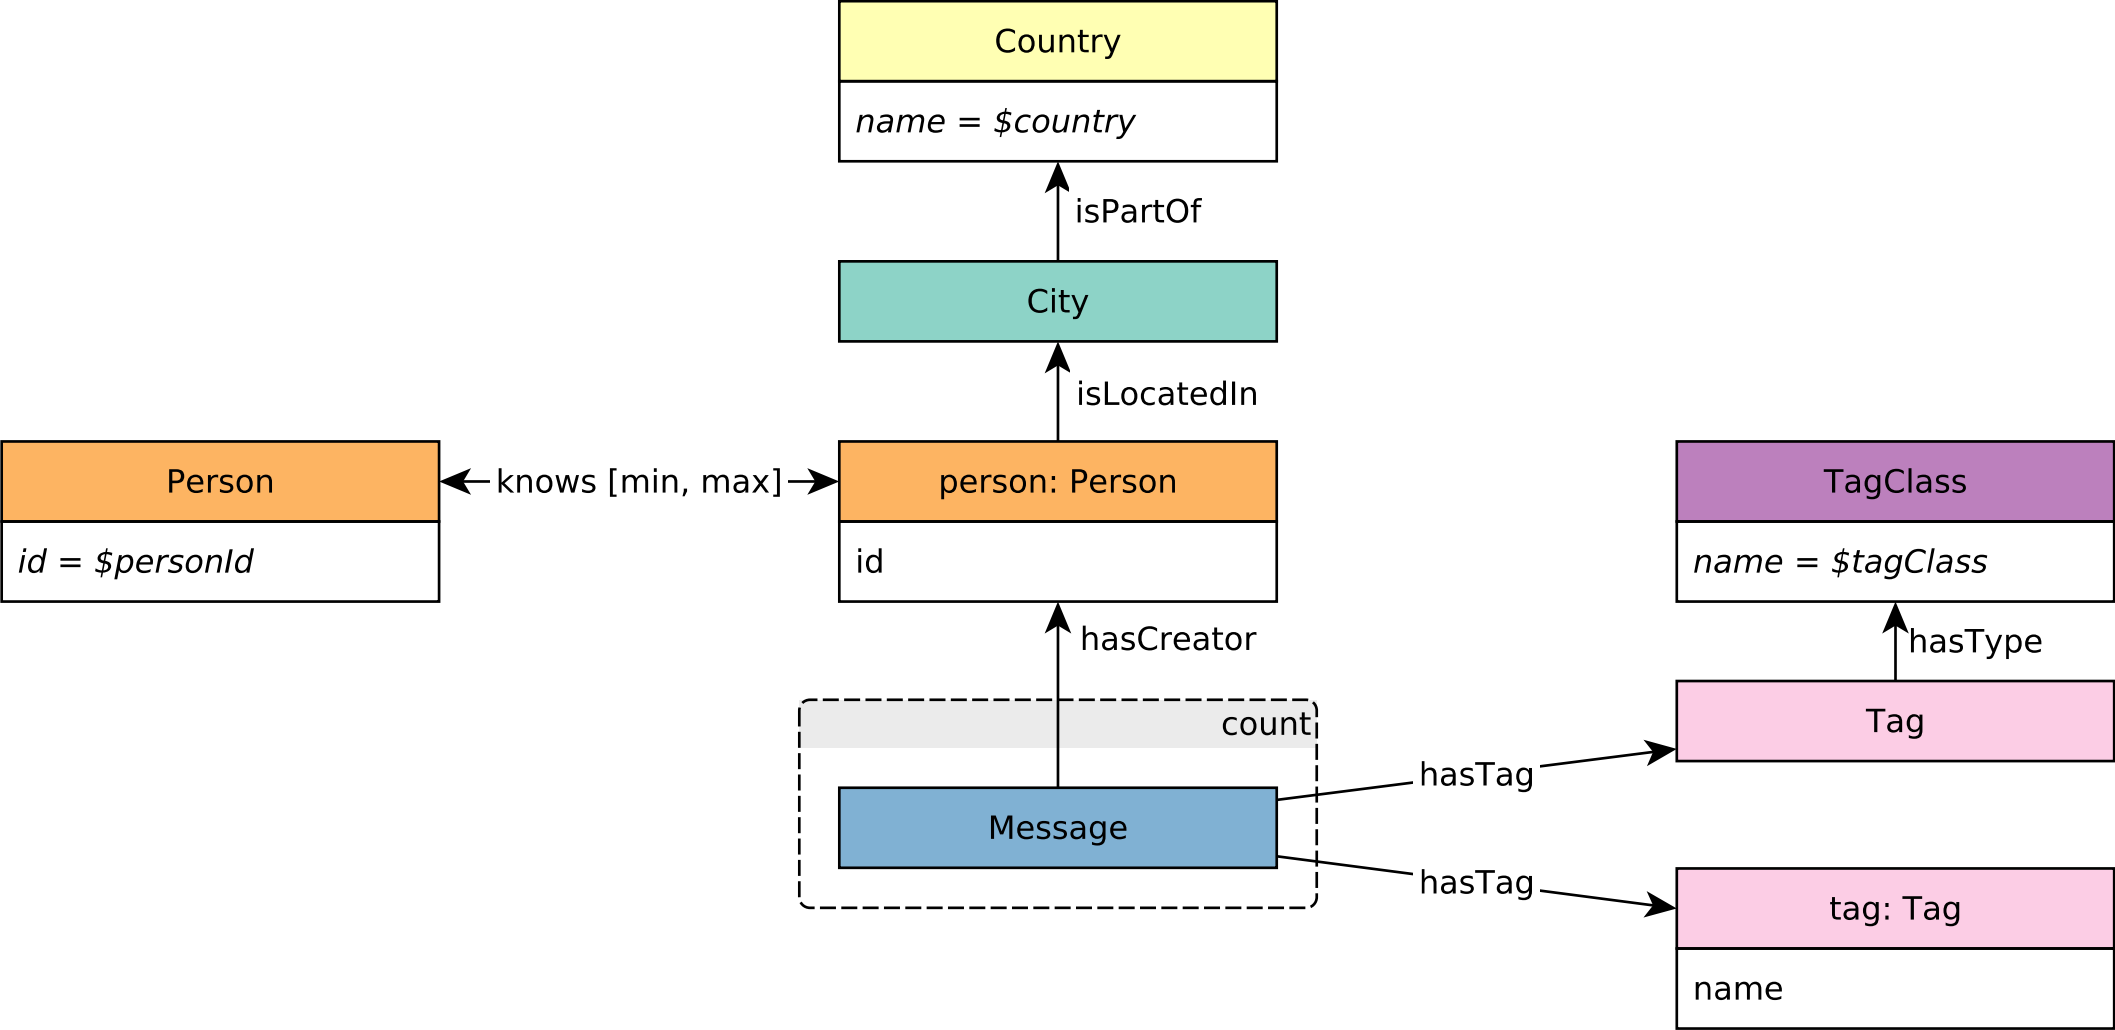 Country
name = $country
isPartOf
City
isLocatedIn
Person
id = $personId
knows [min, max]
person: Person
id
TagClass
name = $tagClass
hasCreator
hasType
count
Message
Tag
hasTag
hasTag
tag: Tag
name